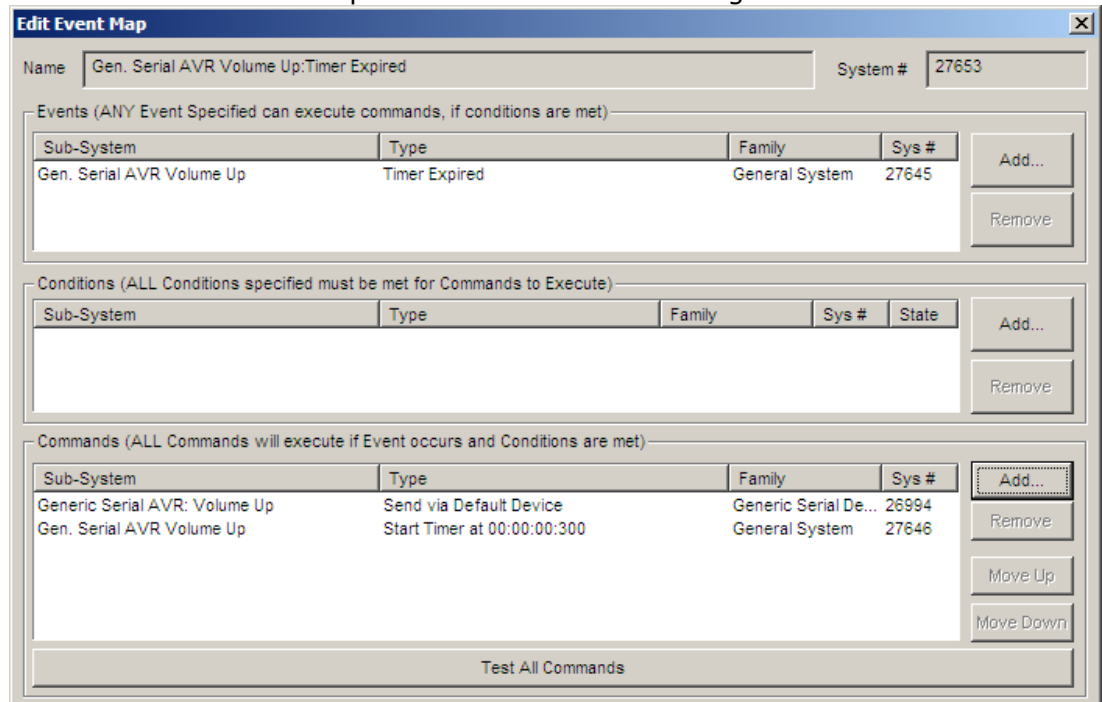 Edit Event Map
Name Gen. Serial AVR Volume Up:Timer Expired System # 27653
Events (ANY Event Specified can execute commands, if conditions are met)
Sub-System Type Family Sys #
Gen. Serial AVR Volume Up Timer Expired General System 27645
Add...
Remove
Conditions (ALL Conditions specified must be met for Commands to Execute)
Sub-System Type Family Sys # State
Add...
Remove
Commands (ALL Commands will execute if Event occurs and Conditions are met)
Sub-System Type Family Sys #
Generic Serial AVR: Volume Up Send via Default Device Generic Serial De... 26994
Gen. Serial AVR Volume Up Start Timer at 00:00:00:300 General System 27646
Add...
Remove
Move Up
Move Down
Test All Commands